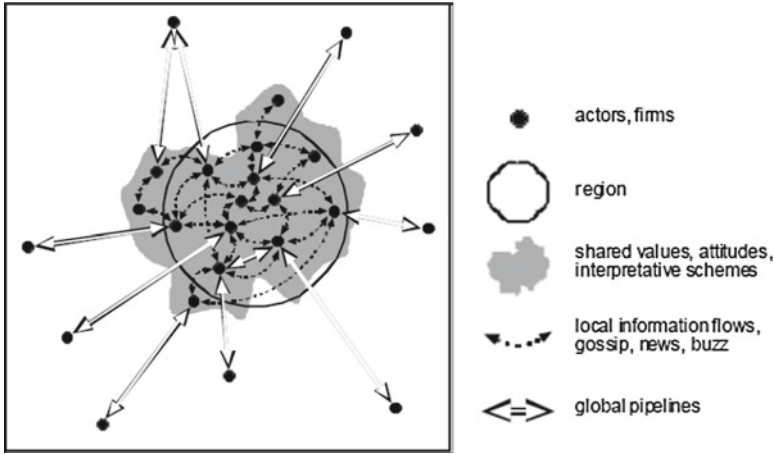 actors, firms
region
shared values, attitudes,
interpretative schemes
local information flows,
gossip, news, buzz
global pipelines